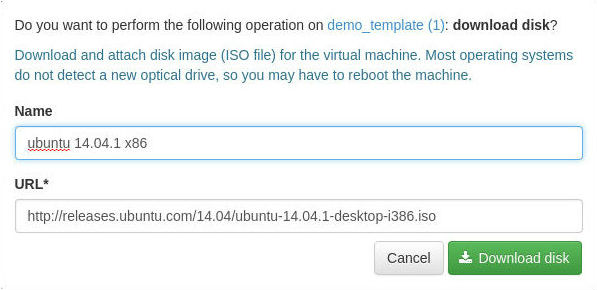 Do you want to perform the following operation on demo_template (1): download disk?
Download and attach disk image (ISO file) for the virtual machine. Most operating systems
do not detect a new optical drive, so you may have to reboot the machine.
Name
ubuntu 14.04.1 x86
URL*
http://releases.ubuntu.com/14.04/ubuntu-14.04.1-desktop-i386.iso
Cancel Download disk